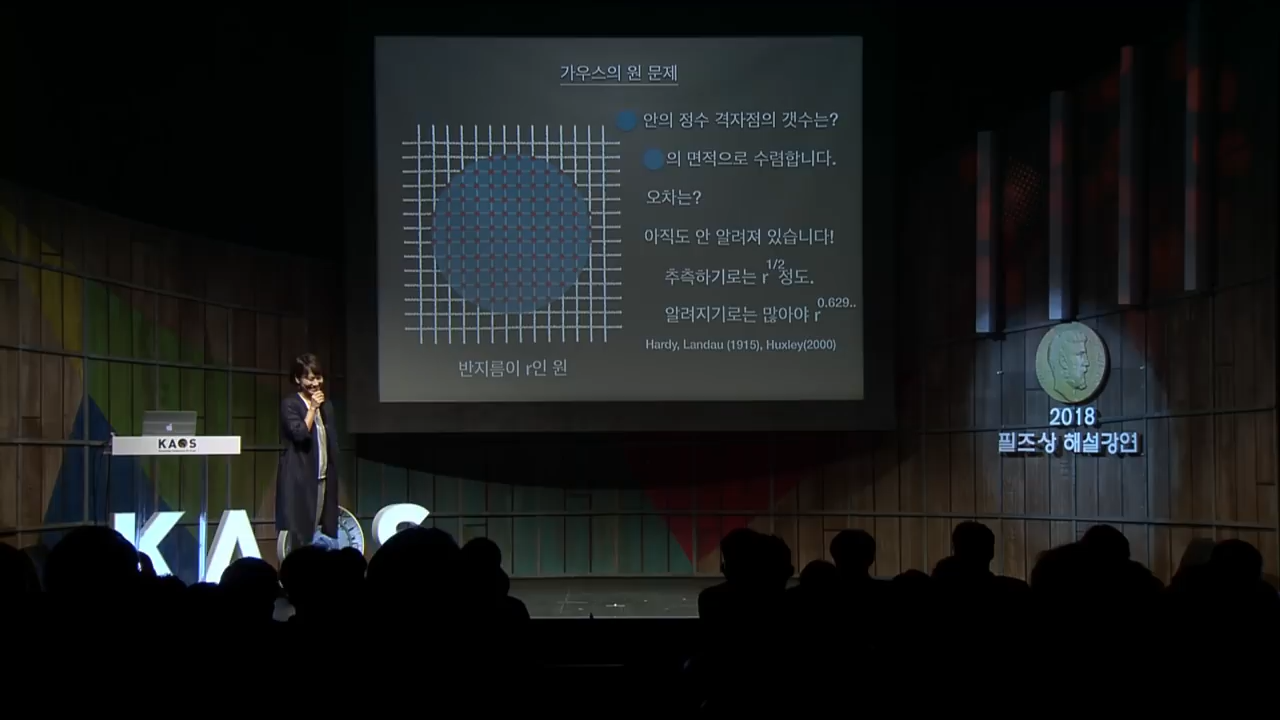 가우스의 원 문제
안의 정수 격자점의 갯수는?
의 면적으로 수렴합니다.
오차는?
아직도 안 알려져 있습니다!
추측하기로는 r^1/2 정도.
알려지기로는 많아야 r^0.629..
Hardy, Landau (1915), Huxley(2000)
반지름이 r인 원
2018
필즈상 해설강연
KAOS
KAOS